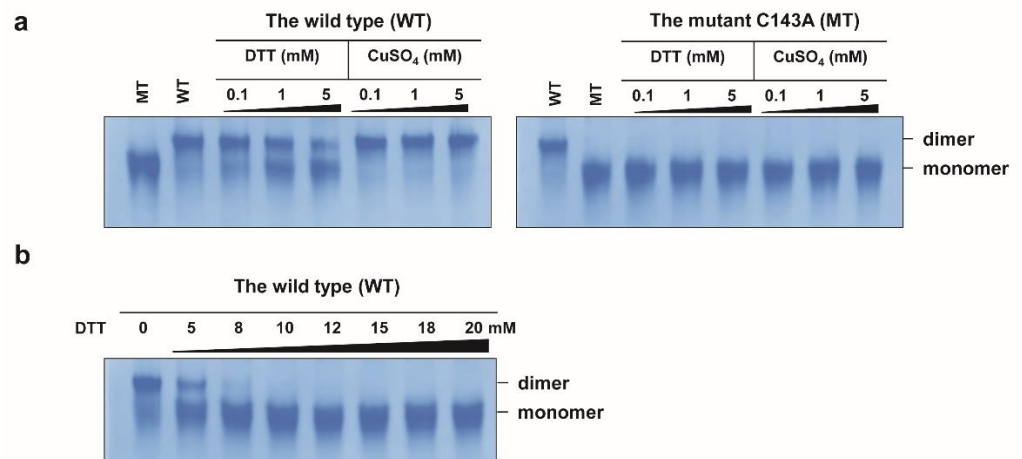 a
The wild type (WT)
The mutant C143A (MT)
DTT (mM)
CuSO₄ (mM)
DTT (mM)
CuSO₄ (mM)
MT
WT
0.1 1 5
0.1 1 5
WT
MT
0.1 1 5
0.1 1 5
dimer
monomer
b
The wild type (WT)
DTT 0 5 8 10 12 15 18 20 mM
dimer
monomer